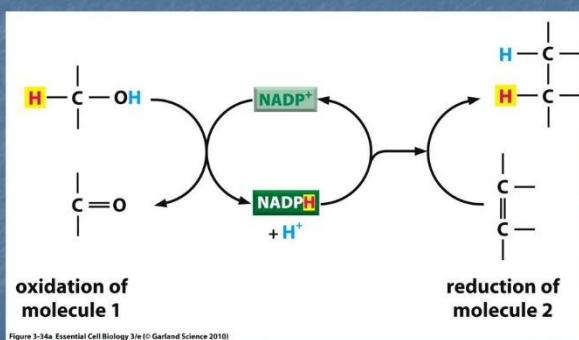 H—C—OH
C=O
NADP⁺
NADPH
+ H⁺
H—C—
H—C—
C—
C—
oxidation of
molecule 1
reduction of
molecule 2
Figure 3-34a Essential Cell Biology 3/e (© Garland Science 2010)